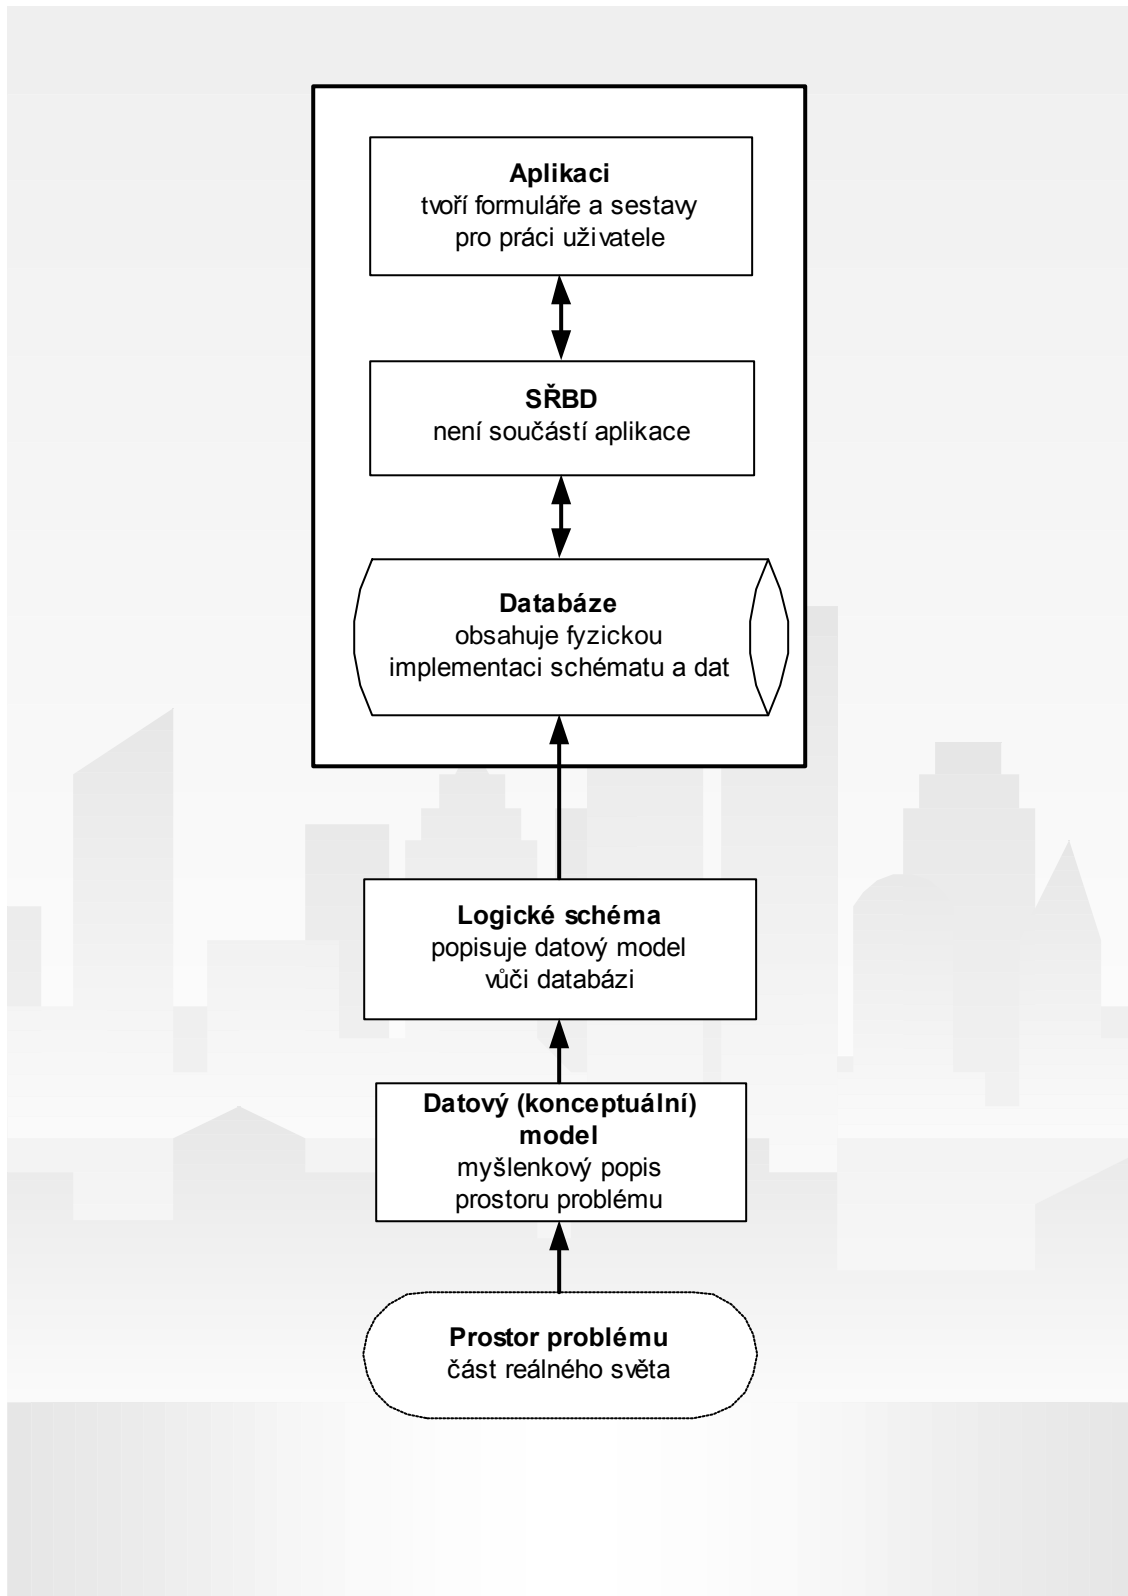 Aplikaci
tvoří formuláře a sestavy
pro práci uživatele
SŘBD
není součástí aplikace
Databáze
obsahuje fyzickou
implementaci schématu a dat
Logické schéma
popisuje datový model
vůči databázi
Datový (konceptuální)
model
myšlenkový popis
prostoru problému
Prostor problému
část reálného světa